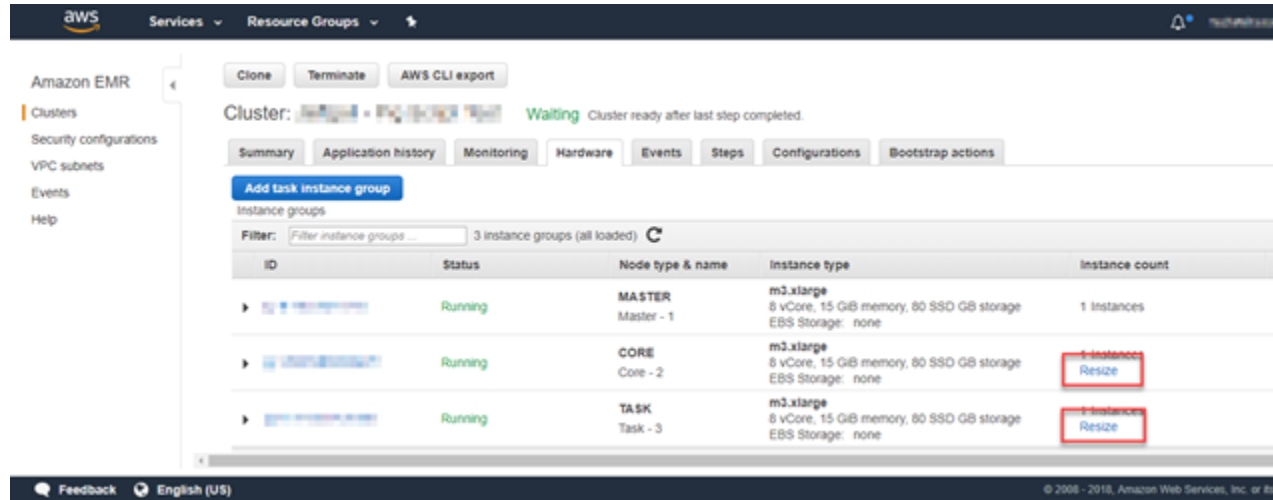 aws Services Resource Groups
Amazon EMR
Clusters
Security configurations
VPC subnets
Events
Help
Clone Terminate AWS CLI export
Cluster: Waiting Cluster ready after last step completed.
Summary Application history Monitoring Hardware Events Steps Configurations Bootstrap actions
Add task instance group
Instance groups
Filter: Filter instance groups ... 3 instance groups (all loaded)
ID Status Node type & name Instance type Instance count
Running MASTER m3.xlarge 1 Instances
Master - 1 8 vCore, 15 GiB memory, 80 SSD GB storage
EBS Storage: none
Running CORE m3.xlarge 1 Instances
Core - 2 8 vCore, 15 GiB memory, 80 SSD GB storage Resize
EBS Storage: none
Running TASK m3.xlarge 1 Instances
Task - 3 8 vCore, 15 GiB memory, 80 SSD GB storage Resize
EBS Storage: none
Feedback English (US) © 2008 - 2018, Amazon Web Services, Inc. or its